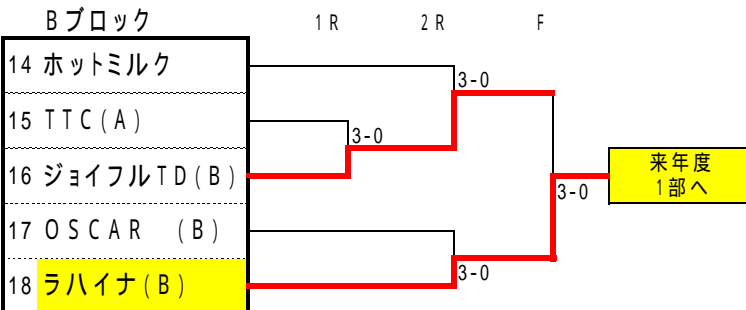 Bブロック 1R 2R F
14 ホットミルク
3-0
15 TTC(A)
3-0
16 ジョイフルTD(B)
来年度
1部へ
3-0
17 OSCAR (B)
3-0
18 ラハイナ(B)